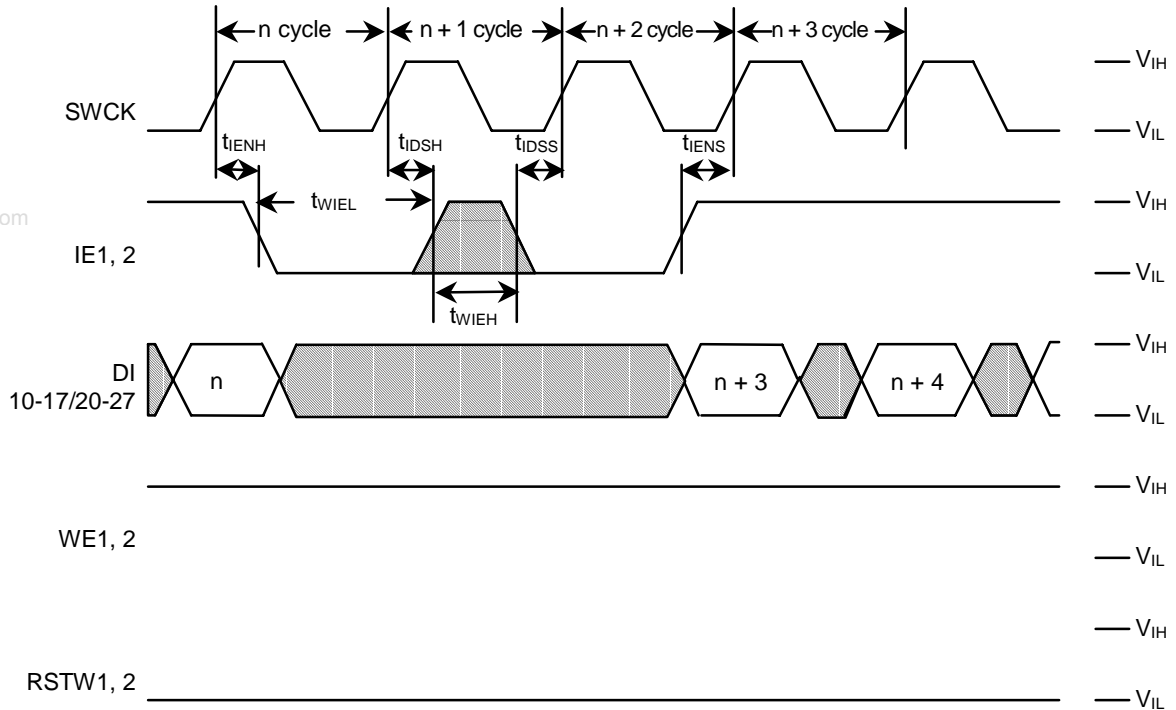 n cycle n + 1 cycle n + 2 cycle n + 3 cycle
VIH
SWCK
VIL
tIENH tIDSH tIDSS tIENS
tWIEL
VIH
om
IE1, 2
VIL
tWIEH
VIH
DI
10-17/20-27
n n + 3 n + 4
VIL
VIH
WE1, 2
VIL
VIH
RSTW1, 2
VIL